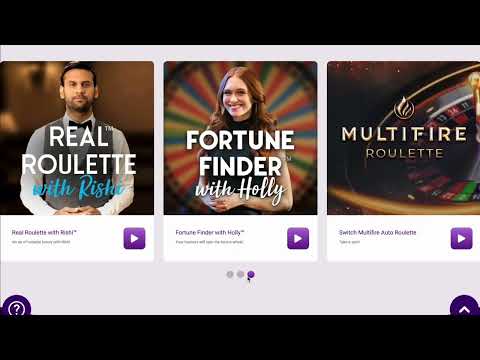 REAL™
ROULETTE
with Rishi
FORTUNE
FINDER™
with Holly
MULTIFIRE
ROULETTE
Real Roulette with Rishi™
An air of roulette luxury with Rishi!
Fortune Finder with Holly™
Your hostess will spin the fortune wheel!
Switch Multifire Auto Roulette
Take a spin!
?